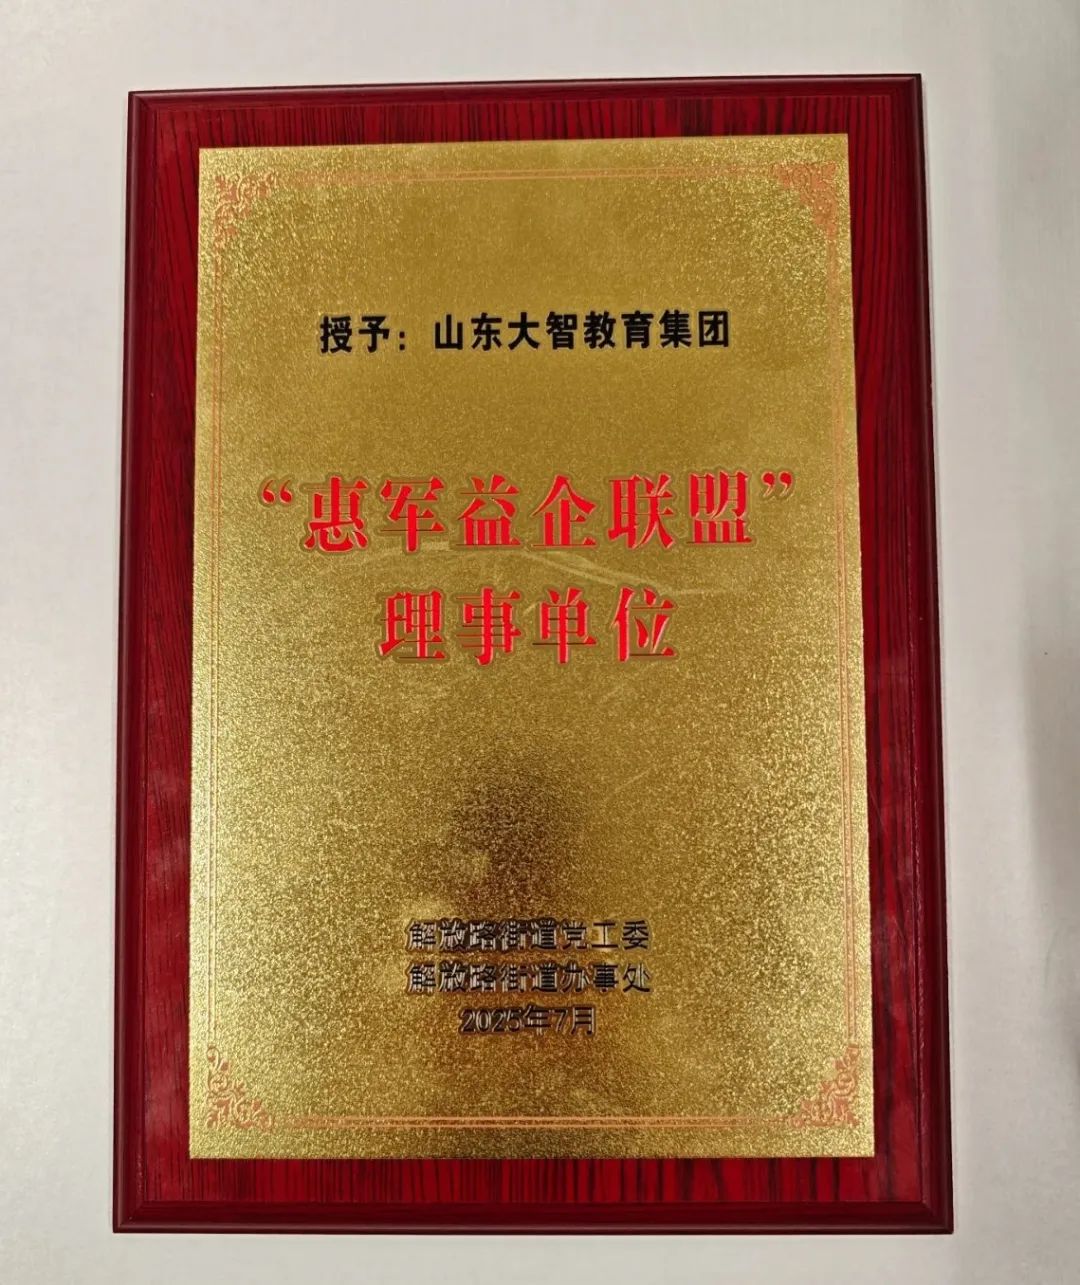 授予：山东大智教育集团
“惠军益企联盟”
理事单位
解放路街道党工委
解放路街道办事处
2025年7月